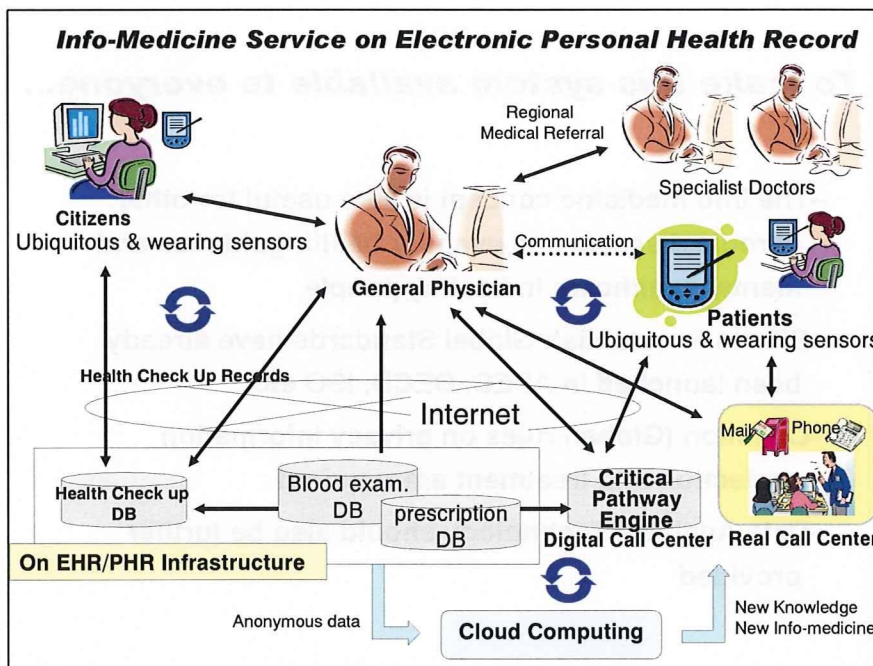 Info-Medicine Service on Electronic Personal Health Record
Regional
Medical Referral
Specialist Doctors
Citizens
Ubiquitous & wearing sensors
General Physician
Communication
Patients
Ubiquitous & wearing sensors
Health Check Up Records
Internet
Mail
Phone
Health Check up
DB
Blood exam.
DB
prescription
DB
Critical
Pathway
Engine
Digital Call Center
Real Call Center
On EHR/PHR Infrastructure
Anonymous data
Cloud Computing
New Knowledge
New Info-medicine